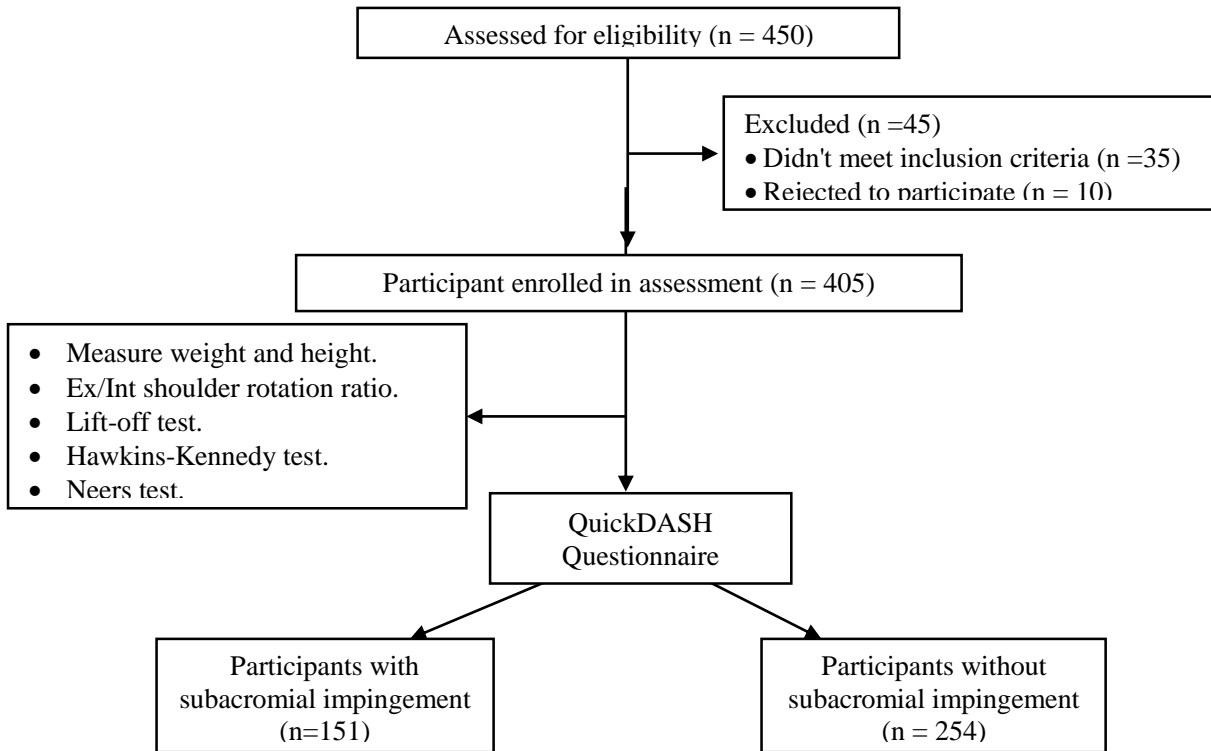 Assessed for eligibility (n = 450)
Excluded (n =45)
• Didn't meet inclusion criteria (n =35)
• Rejected to participate (n = 10)
Participant enrolled in assessment (n = 405)
• Measure weight and height.
• Ex/Int shoulder rotation ratio.
• Lift-off test.
• Hawkins-Kennedy test.
• Neers test.
QuickDASH
Questionnaire
Participants with
subacromial impingement
(n=151)
Participants without
subacromial impingement
(n = 254)